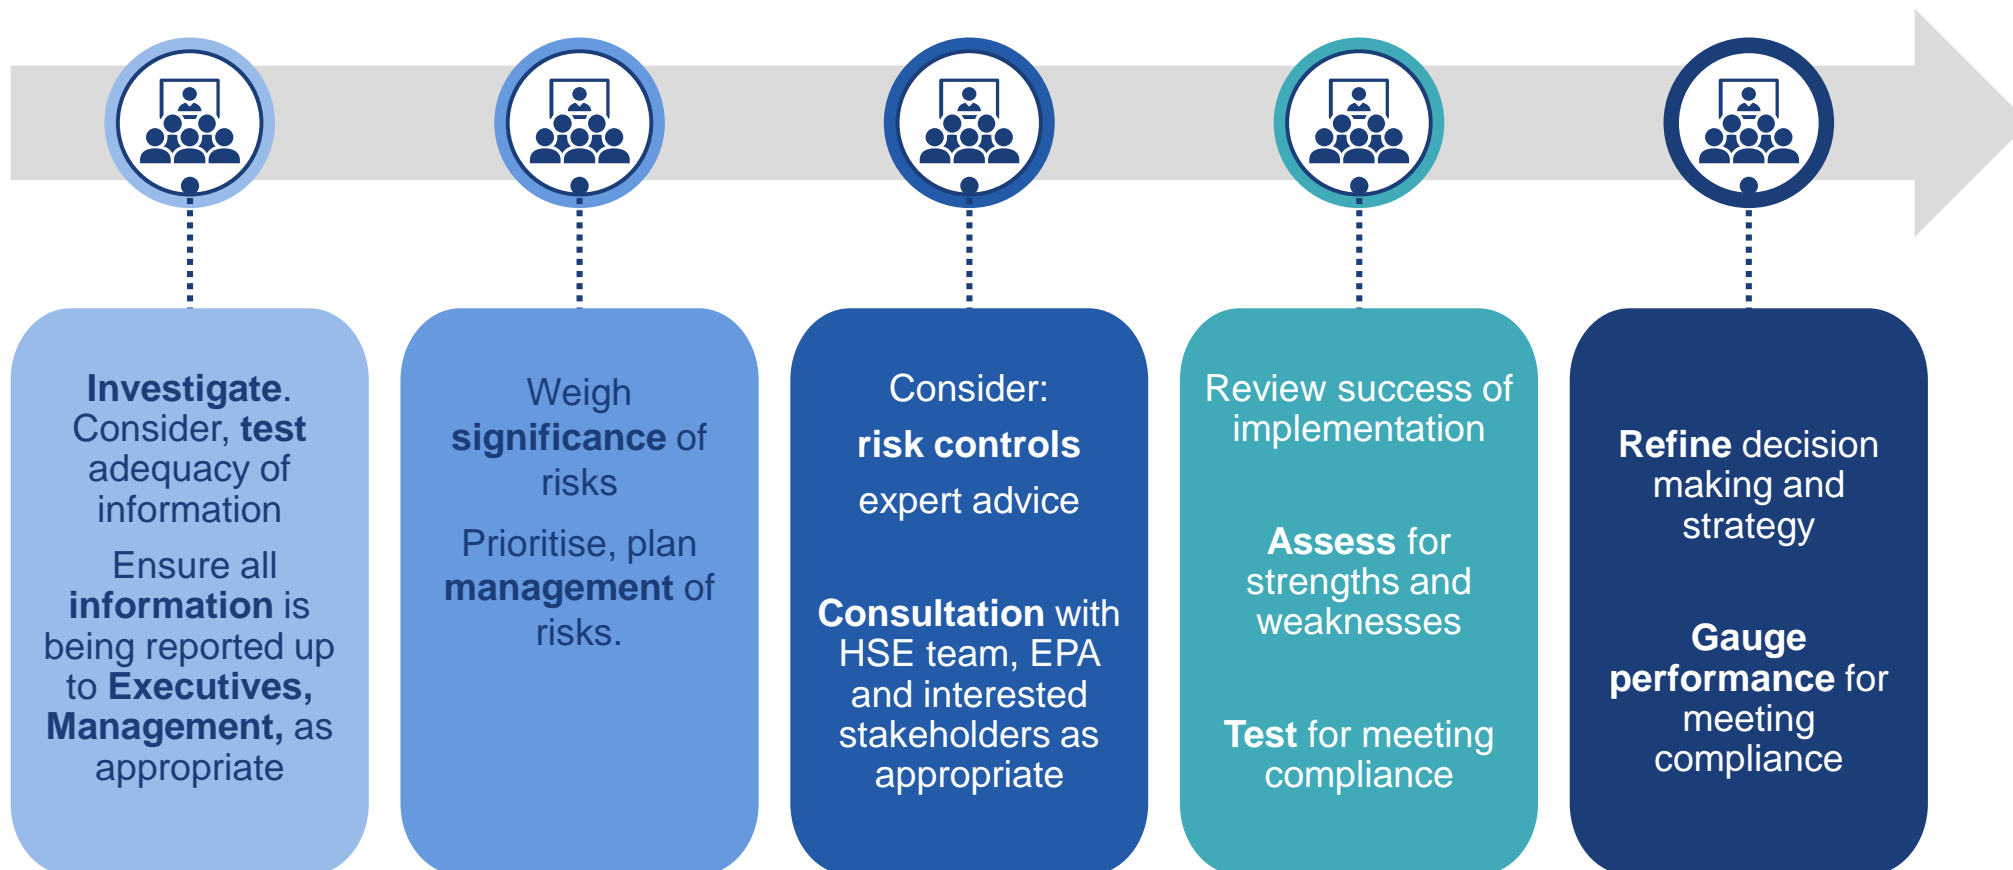 Investigate.
Consider, test
adequacy of
information
Ensure all
information is
being reported up
to Executives,
Management, as
appropriate
Weigh
significance of
risks
Prioritise, plan
management of
risks.
Consider:
risk controls
expert advice
Consultation with
HSE team, EPA
and interested
stakeholders as
appropriate
Review success of
implementation
Assess for
strengths and
weaknesses
Test for meeting
compliance
Refine decision
making and
strategy
Gauge
performance for
meeting
compliance